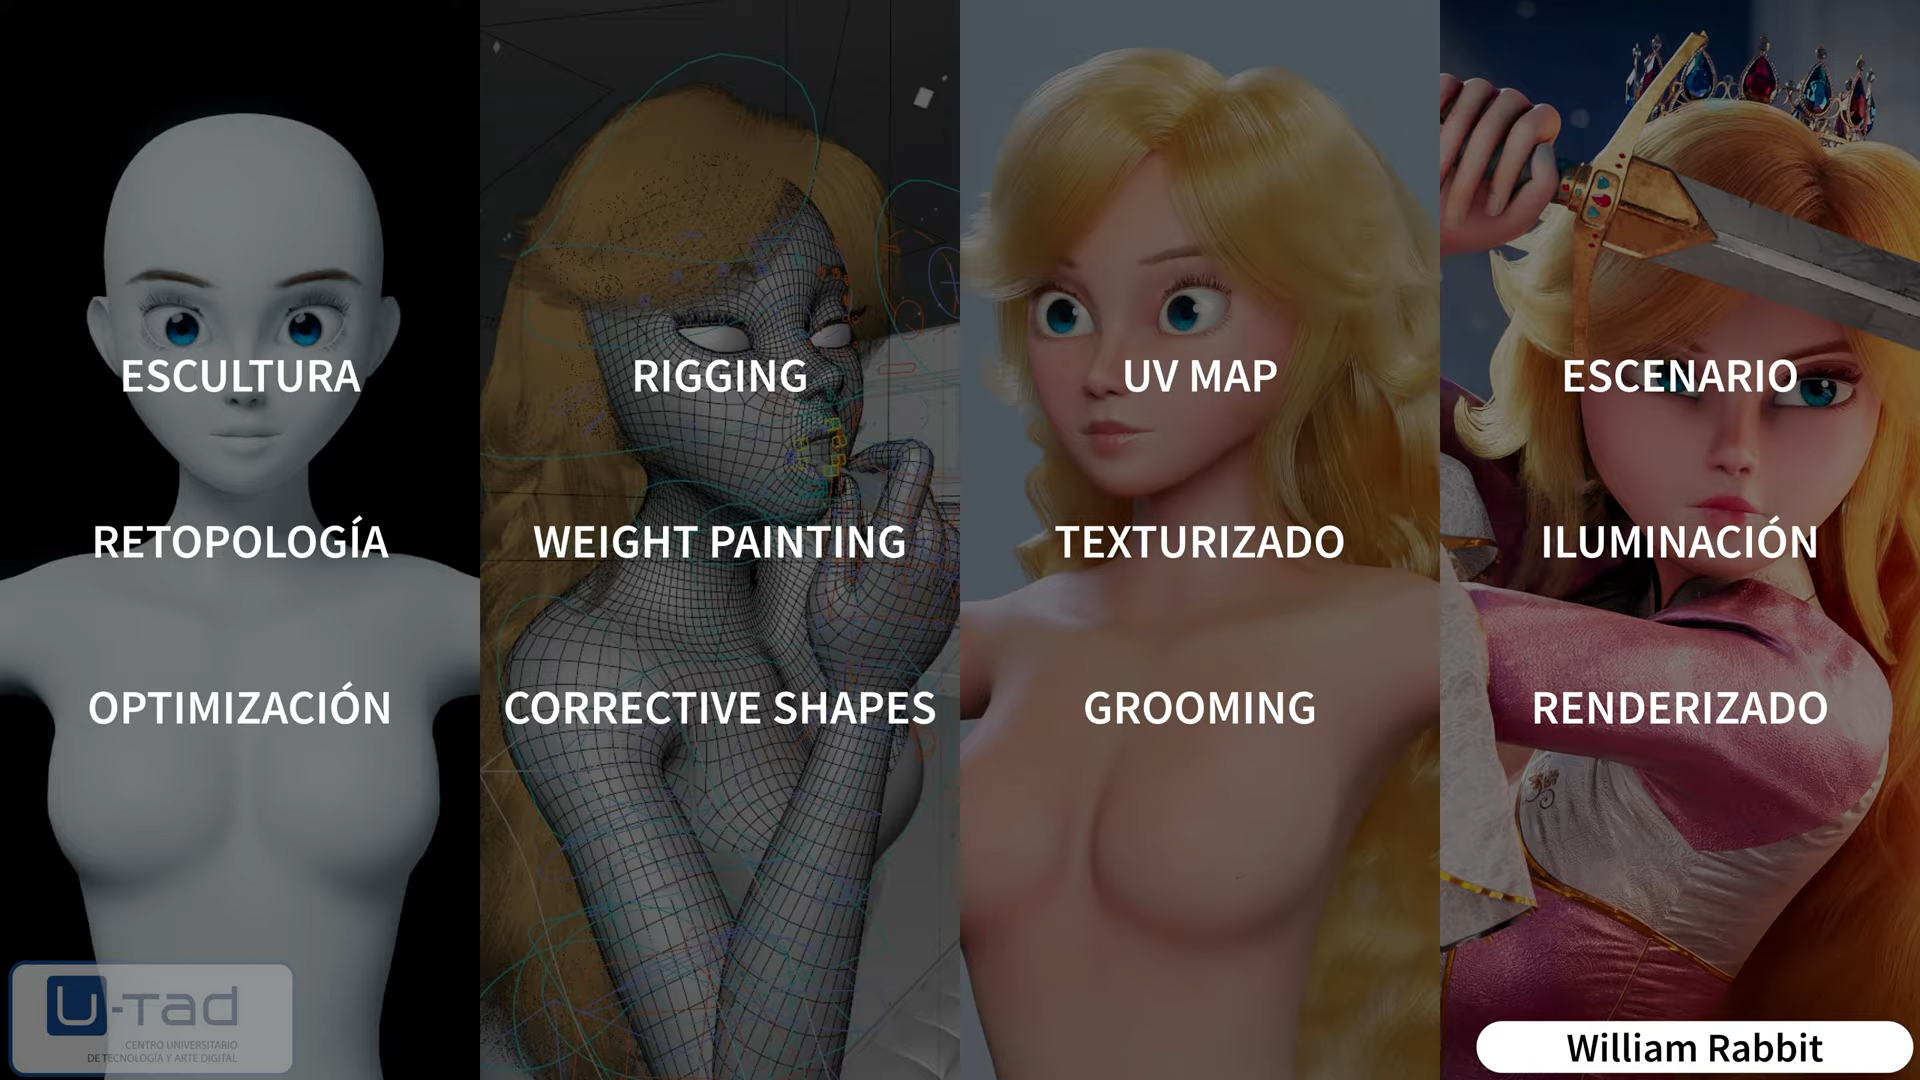 ESCULTURA
RETOPOLOGÍA
OPTIMIZACIÓN
RIGGING
WEIGHT PAINTING
CORRECTIVE SHAPES
UV MAP
TEXTURIZADO
GROOMING
ESCENARIO
ILUMINACIÓN
RENDERIZADO
U-Tad
CENTRO UNIVERSITARIO
DE TECNOLOGÍA Y ARTE DIGITAL
William Rabbit